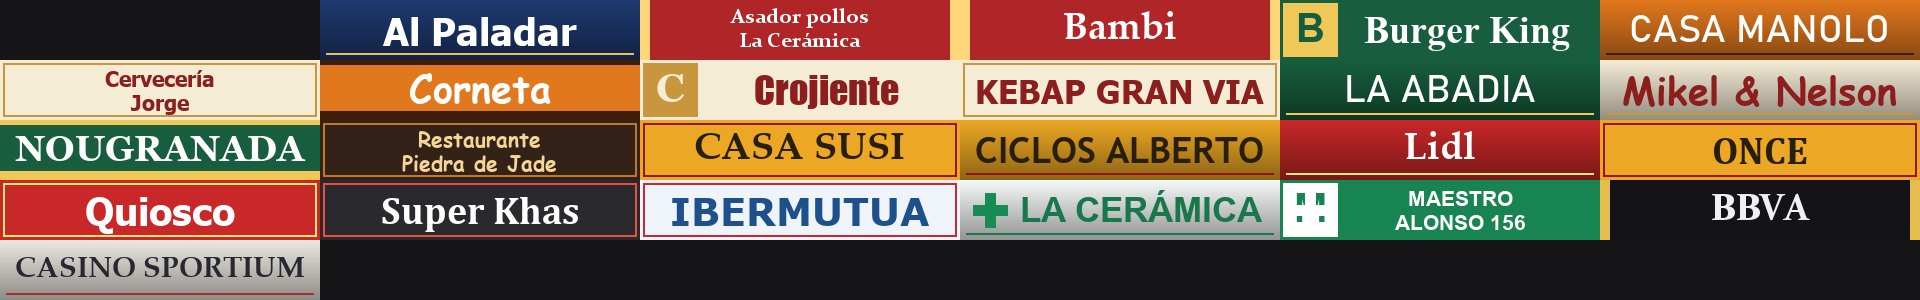 Al Paladar
Asador pollos
La Cerámica
Bambi
B
Burger King
CASA MANOLO
Cervecería
Jorge
Corneta
C
Crojiente
KEBAP GRAN VIA
LA ABADIA
Mikel & Nelson
NOUGRANADA
Restaurante
Piedra de Jade
CASA SUSI
CICLOS ALBERTO
Lidl
ONCE
Quiosco
Super Khas
IBERMUTUA
LA CERÁMICA
MAESTRO
ALONSO 156
BBVA
CASINO SPORTIUM